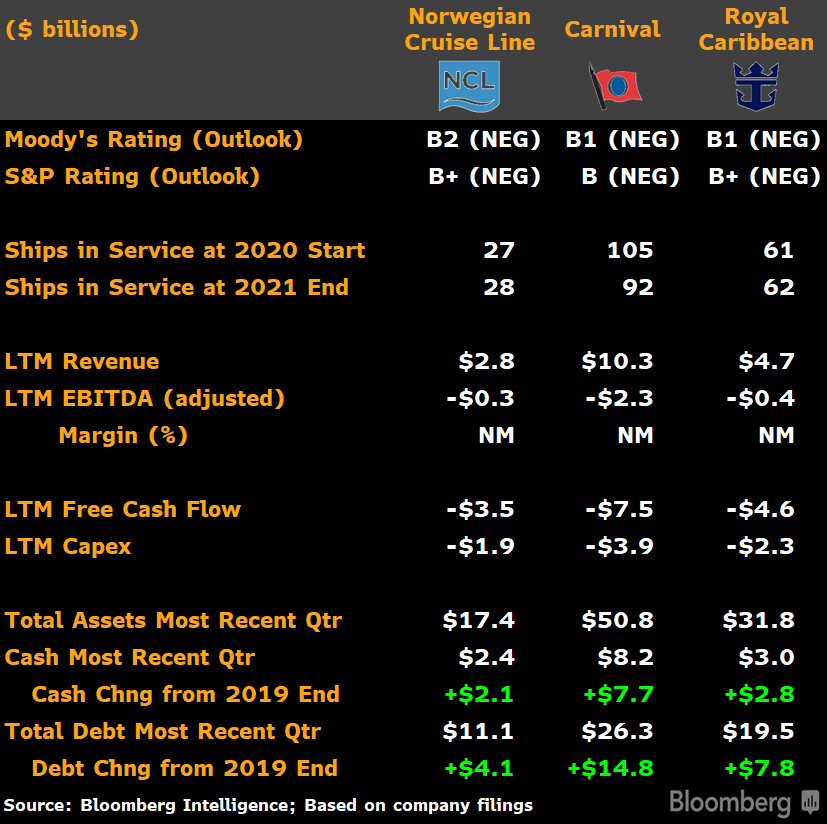 ($ billions)
Norwegian
Cruise Line
Carnival
Royal
Caribbean
NCL
Moody's Rating (Outlook) B2 (NEG) B1 (NEG) B1 (NEG)
S&P Rating (Outlook) B+ (NEG) B (NEG) B+ (NEG)
Ships in Service at 2020 Start 27 105 61
Ships in Service at 2021 End 28 92 62
LTM Revenue $2.8 $10.3 $4.7
LTM EBITDA (adjusted) -$0.3 -$2.3 -$0.4
Margin (%) NM NM NM
LTM Free Cash Flow -$3.5 -$7.5 -$4.6
LTM Capex -$1.9 -$3.9 -$2.3
Total Assets Most Recent Qtr $17.4 $50.8 $31.8
Cash Most Recent Qtr $2.4 $8.2 $3.0
Cash Chng from 2019 End +$2.1 +$7.7 +$2.8
Total Debt Most Recent Qtr $11.1 $26.3 $19.5
Debt Chng from 2019 End +$4.1 +$14.8 +$7.8
Source: Bloomberg Intelligence; Based on company filings
Bloomberg